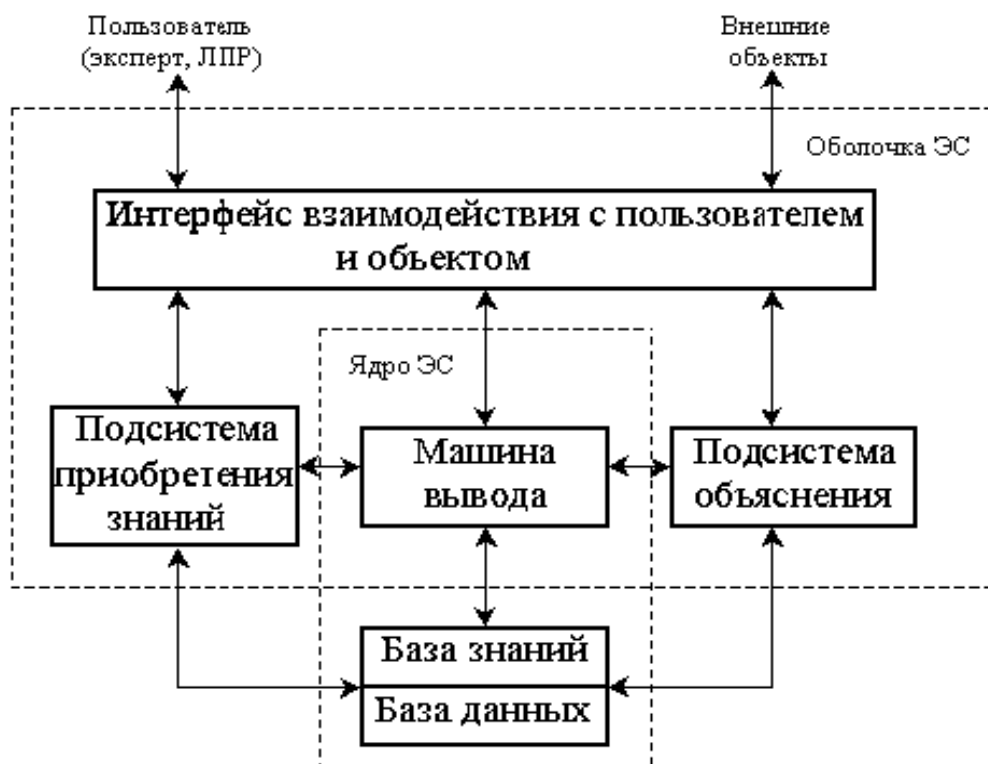 Пользователь
(эксперт, ЛПР)
Внешние
объекты
Оболочка ЭС
Интерфейс взаимодействия с пользователем
и объектом
Ядро ЭС
Подсистема
приобретения
знаний
Машина
вывода
Подсистема
объяснения
База знаний
База данных